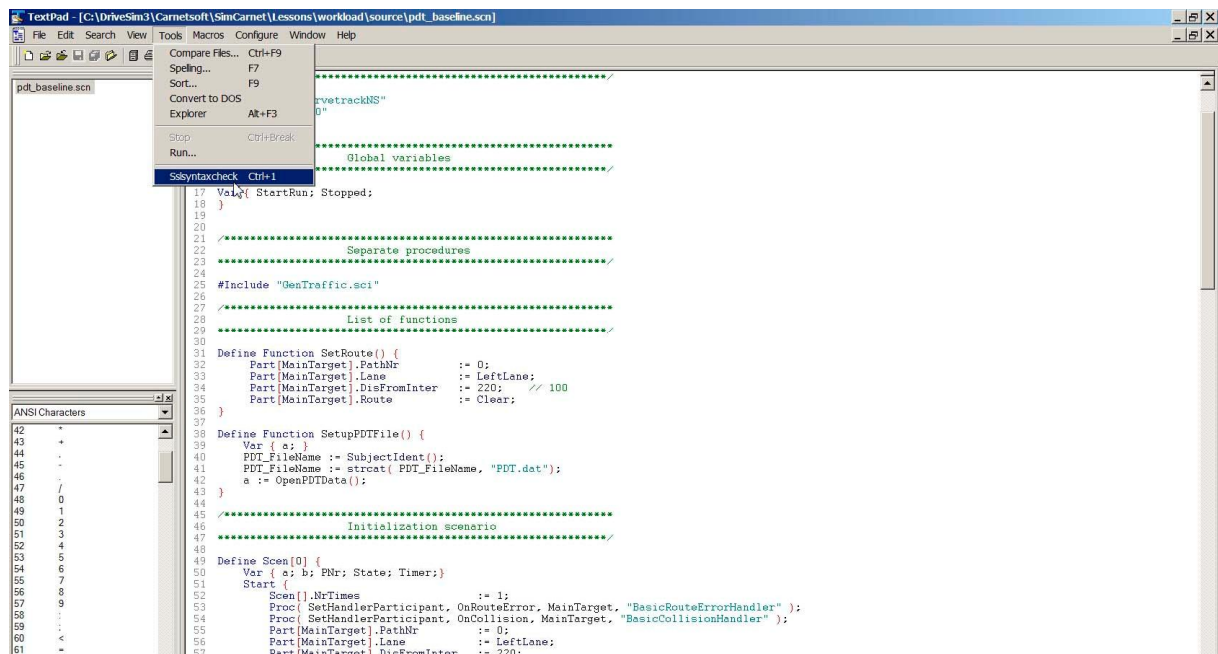 TextPad - [C:\DriveSim3\Carnetsoft\SimCarnet\Lessons\workload\source\pdt_baseline.scn]
File Edit Search View Tools Macros Configure Window Help
Compare Files... Ctrl+F9
Spelling... F7
Sort... F9
Convert to DOS
Explorer Alt+F3
Stop Ctrl+Break
Run...
Sslsyntaxcheck Ctrl+1
pdt_baseline.scn
ANSI Characters
42 *
43 +
44 ,
45 -
46 .
47 /
48 0
49 1
50 2
51 3
52 4
53 5
54 6
55 7
56 8
57 9
58 :
59 ;
60 <
61 =
*********************************************/
rvetrackNS"
0"
*********************************************
Global variables
*********************************************/
17 Var { StartRun; Stopped;
18 }
19
20
21 /************************************************************
22 Separate procedures
23 ************************************************************/
24
25 #Include "GenTraffic.sci"
26
27 /************************************************************
28 List of functions
29 ************************************************************/
30
31 Define Function SetRoute() {
32 Part[MainTarget].PathNr := 0;
33 Part[MainTarget].Lane := LeftLane;
34 Part[MainTarget].DisFromInter := 220; // 100
35 Part[MainTarget].Route := Clear;
36 }
37
38 Define Function SetupPDTFile() {
39 Var { a; }
40 PDT_FileName := SubjectIdent();
41 PDT_FileName := strcat( PDT_FileName, "PDT.dat");
42 a := OpenPDTData();
43 }
44
45 /************************************************************
46 Initialization scenario
47 ************************************************************/
48
49 Define Scen[0] {
50 Var { a; b; PNr; State; Timer;}
51 Start {
52 Scen[].NrTimes := 1;
53 Proc( SetHandlerParticipant, OnRouteError, MainTarget, "BasicRouteErrorHandler" );
54 Proc( SetHandlerParticipant, OnCollision, MainTarget, "BasicCollisionHandler" );
55 Part[MainTarget].PathNr := 0;
56 Part[MainTarget].Lane := LeftLane;
57 Part[MainTarget].DisFromInter := 220;